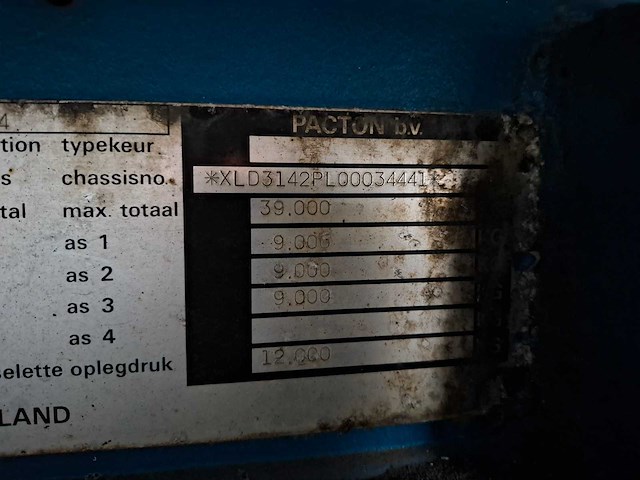 4
PACTON b.v.
tion typekeur
s chassisno. *XLD3142PL00034441*
tal max. totaal 39.000
as 1 9.000
as 2 9.000
as 3 9.000
as 4
selette oplegdruk 12.000
LAND